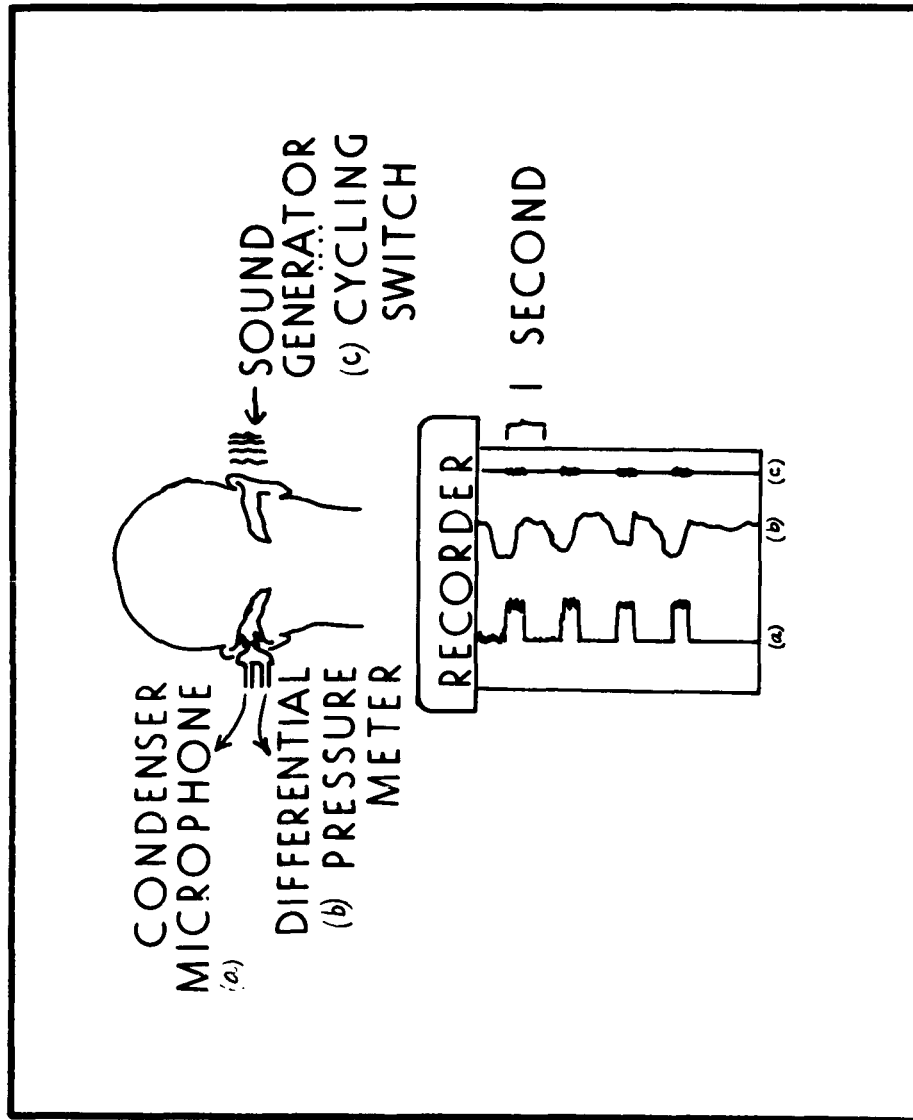 CONDENSER
MICROPHONE
(a)
DIFFERENTIAL
(b) PRESSURE
METER
SOUND
GENERATOR
(c) CYCLING
SWITCH
RECORDER
1 SECOND
(a)
(b)
(c)